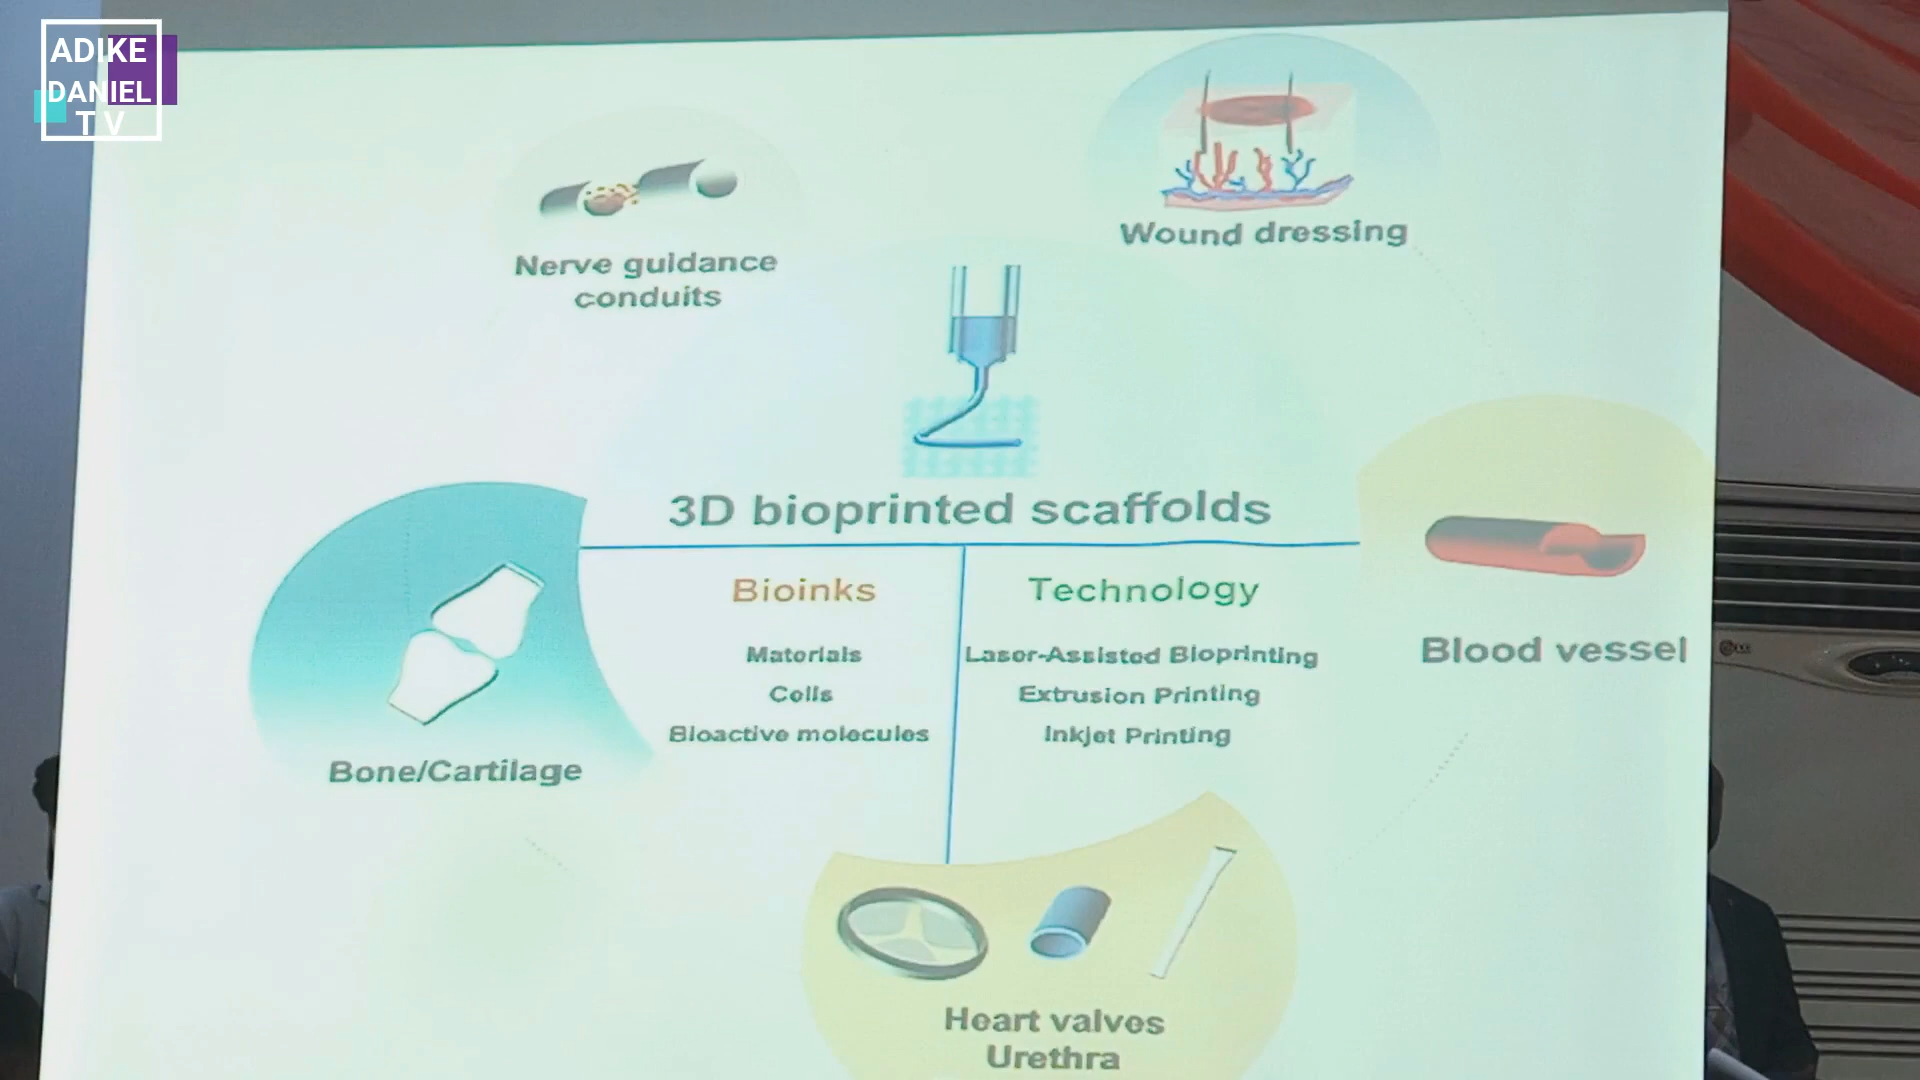 ADIKE
DANIEL
TV
Wound dressing
Nerve guidance
conduits
3D bioprinted scaffolds
Bioinks
Technology
Materials
Laser-Assisted Bioprinting
Cells
Extrusion Printing
Bioactive molecules
Inkjet Printing
Blood vessel
Bone/Cartilage
Heart valves
Urethra